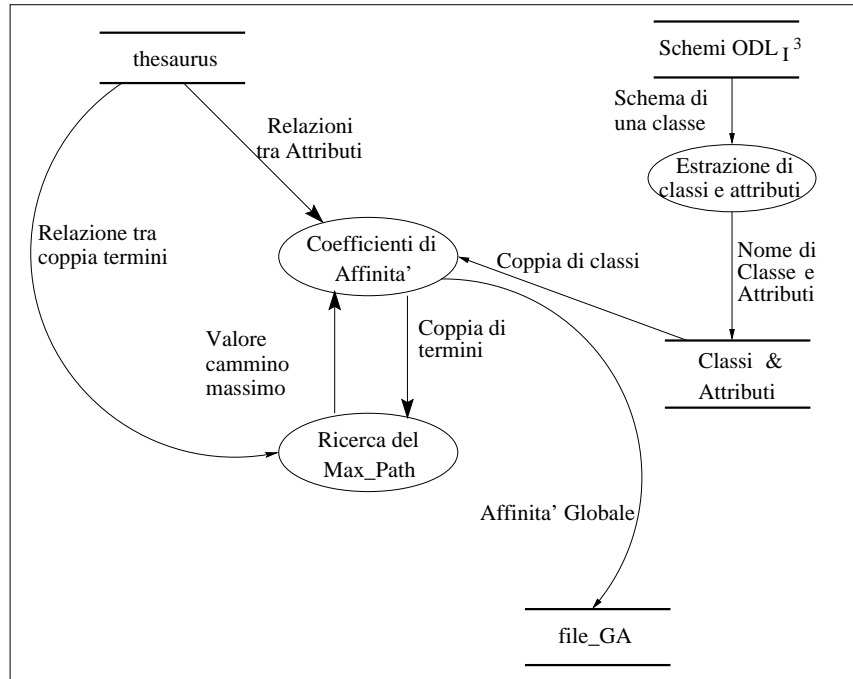 thesaurus
Schemi ODL I 3
Schema di
una classe
Relazioni
tra Attributi
Estrazione di
classi e attributi
Relazione tra
coppia termini
Coefficienti di
Affinita’
Coppia di classi
Nome di
Classe e
Attributi
Valore
cammino
massimo
Coppia di
termini
Classi &
Attributi
Ricerca del
Max_Path
Affinita’ Globale
file_GA